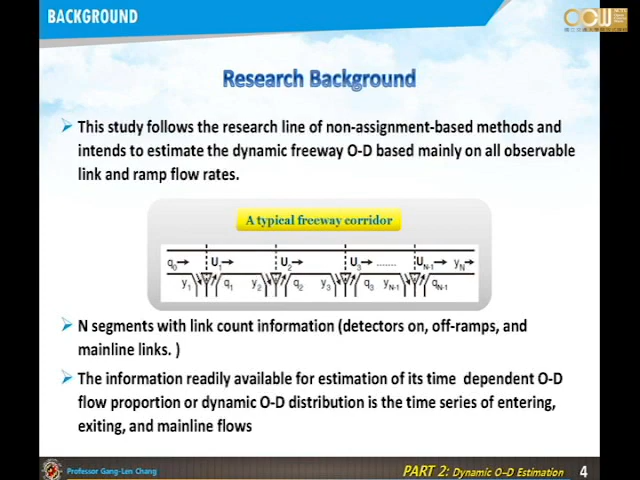 BACKGROUND
OCW
Research Background
This study follows the research line of non-assignment-based methods and
intends to estimate the dynamic freeway O-D based mainly on all observable
link and ramp flow rates.
A typical freeway corridor
q0 U1 U2 U3 ....... UN-1 yN
y1 q1 y2 q2 y3 q3 yN-1 qN-1
N segments with link count information (detectors on, off-ramps, and
mainline links. )
The information readily available for estimation of its time dependent O-D
flow proportion or dynamic O-D distribution is the time series of entering,
exiting, and mainline flows
Professor Gang-Len Chang
PART 2: Dynamic O–D Estimation 4